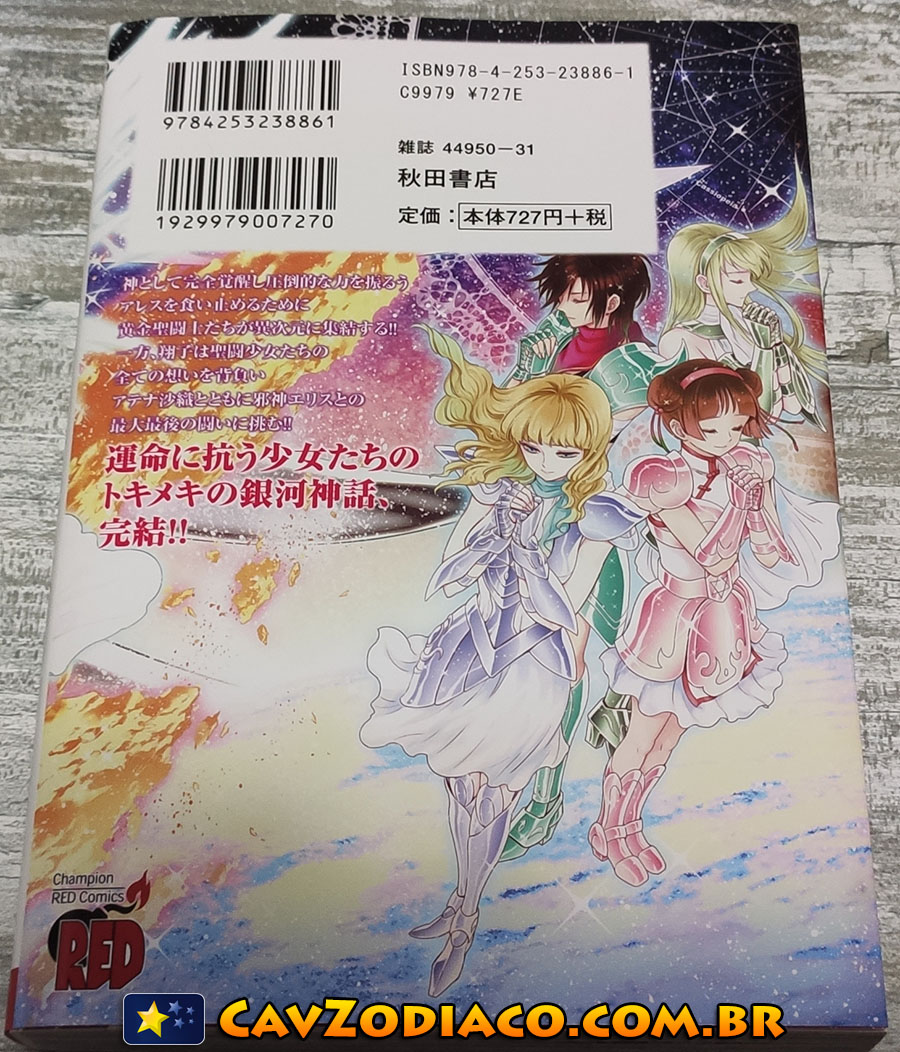 ISBN978-4-253-23886-1
C9979 ¥727E
9784253238861
雑誌 44950-31
秋田書店
1929979007270
定価：本体727円+税
Cassiopeia
神として完全覚醒し圧倒的な力を振るう
アレスを食い止めるために
黄金聖闘士たちが異次元に集結する!!
一方、翔子は聖闘少女たちの
全ての想いを背負い
アテナ沙織とともに邪神エリスとの
最大最後の闘いに挑む!!
運命に抗う少女たちの
トキメキの銀河神話、
完結!!
Champion
RED Comics
RED
CavZodiaco.com.br